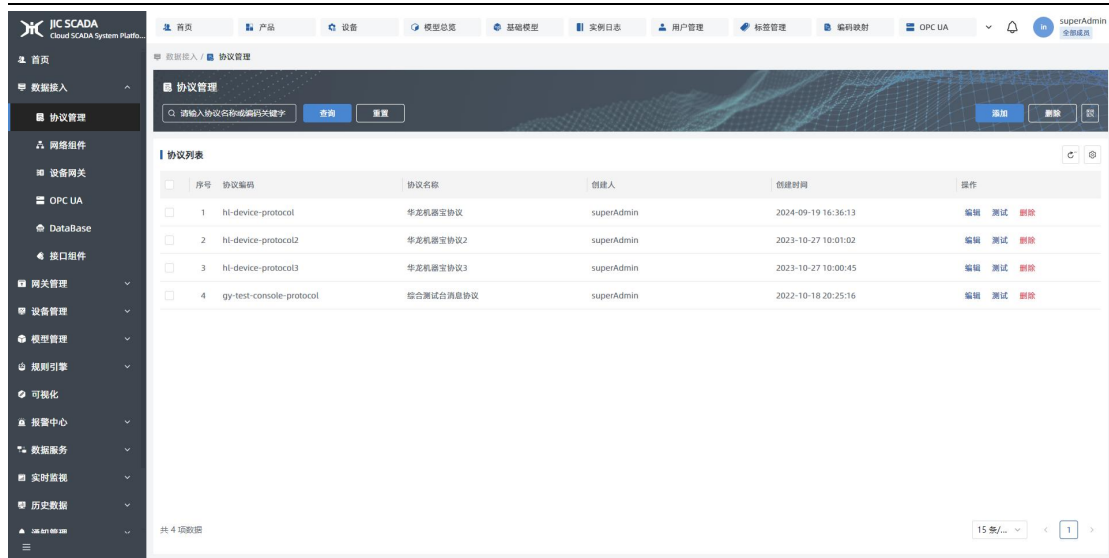 JIC SCADA
Cloud SCADA System Platfo...
首页
产品
设备
模型总览
基础模型
实例日志
用户管理
标签管理
编码映射
OPC UA
in
superAdmin
全部成员
首页
数据接入
协议管理
网络组件
设备网关
OPC UA
DataBase
接口组件
网关管理
设备管理
模型管理
规则引擎
可视化
报警中心
数据服务
实时监视
历史数据
通知管理
数据接入 / 协议管理
协议管理
请输入协议名称或编码关键字
查询
重置
添加
删除
协议列表
序号 协议编码 协议名称 创建人 创建时间 操作
1 hl-device-protocol 华龙机器宝协议 superAdmin 2024-09-19 16:36:13 编辑 测试 删除
2 hl-device-protocol2 华龙机器宝协议2 superAdmin 2023-10-27 10:01:02 编辑 测试 删除
3 hl-device-protocol3 华龙机器宝协议3 superAdmin 2023-10-27 10:00:45 编辑 测试 删除
4 gy-test-console-protocol 综合测试台消息协议 superAdmin 2022-10-18 20:25:16 编辑 测试 删除
共 4 项数据
15 条/...
1